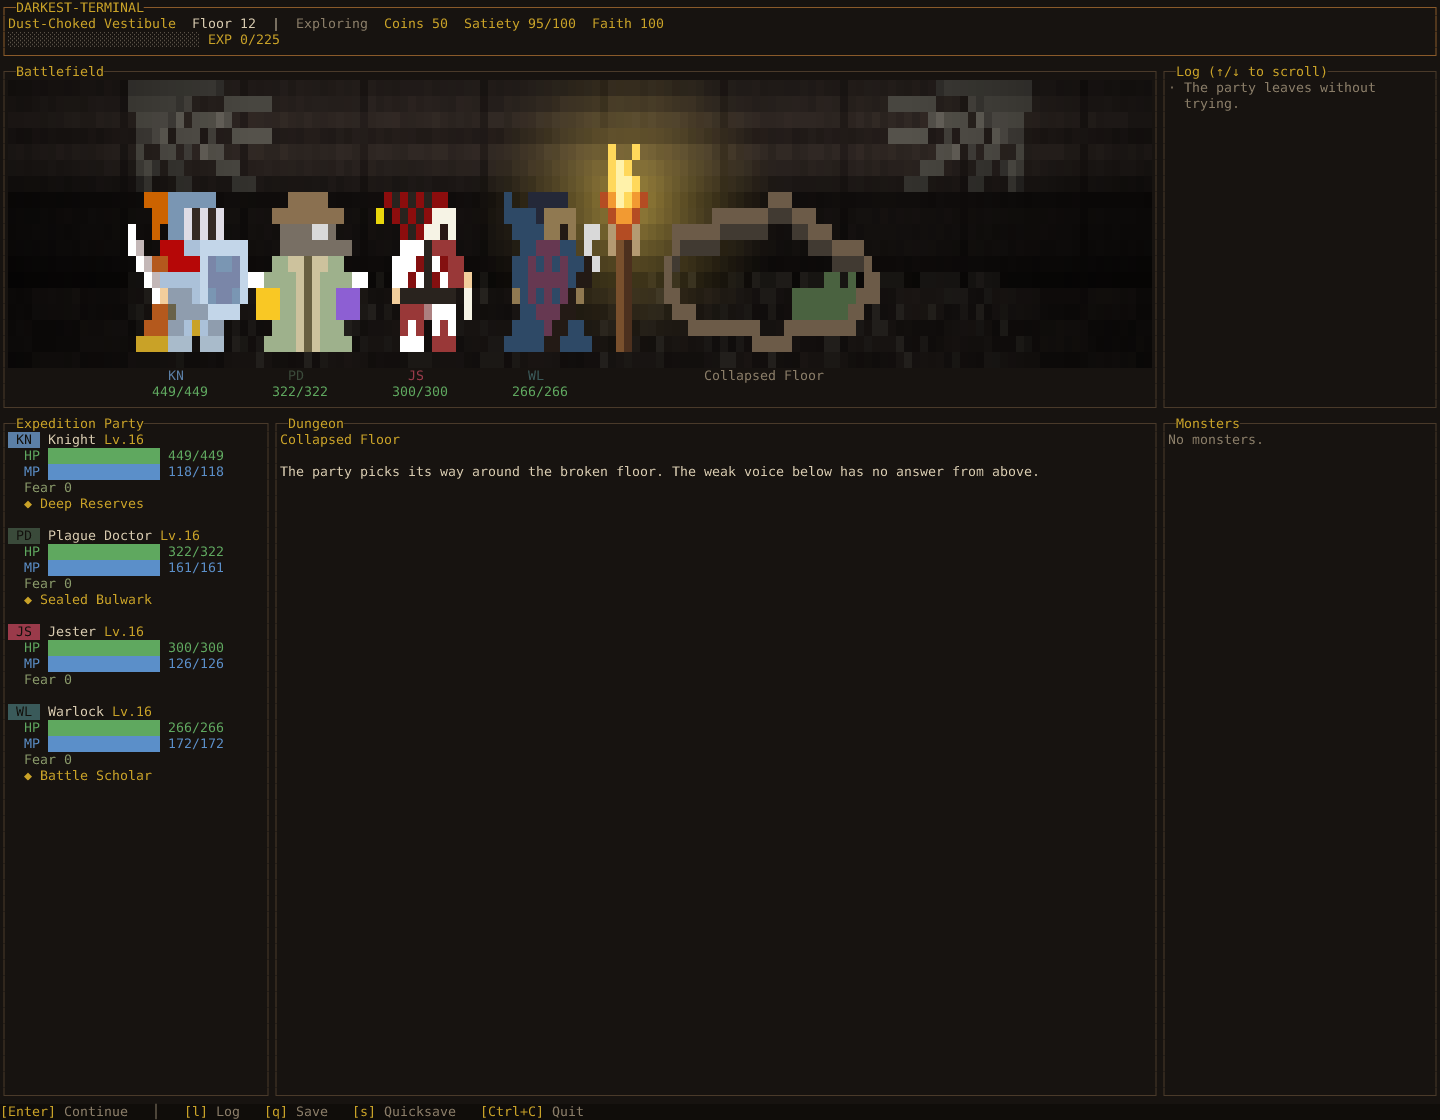 DARKEST-TERMINAL
Dust-Choked Vestibule Floor 12 | Exploring Coins 50 Satiety 95/100 Faith 100
EXP 0/225
Battlefield
KN PD JS WL Collapsed Floor
449/449 322/322 300/300 266/266
Log (↑/↓ to scroll)
· The party leaves without
trying.
Expedition Party
KN Knight Lv.16
HP 449/449
MP 118/118
Fear 0
◆ Deep Reserves
PD Plague Doctor Lv.16
HP 322/322
MP 161/161
Fear 0
◆ Sealed Bulwark
JS Jester Lv.16
HP 300/300
MP 126/126
Fear 0
WL Warlock Lv.16
HP 266/266
MP 172/172
Fear 0
◆ Battle Scholar
Dungeon
Collapsed Floor
The party picks its way around the broken floor. The weak voice below has no answer from above.
Monsters
No monsters.
[Enter] Continue │ [l] Log [q] Save [s] Quicksave [Ctrl+C] Quit